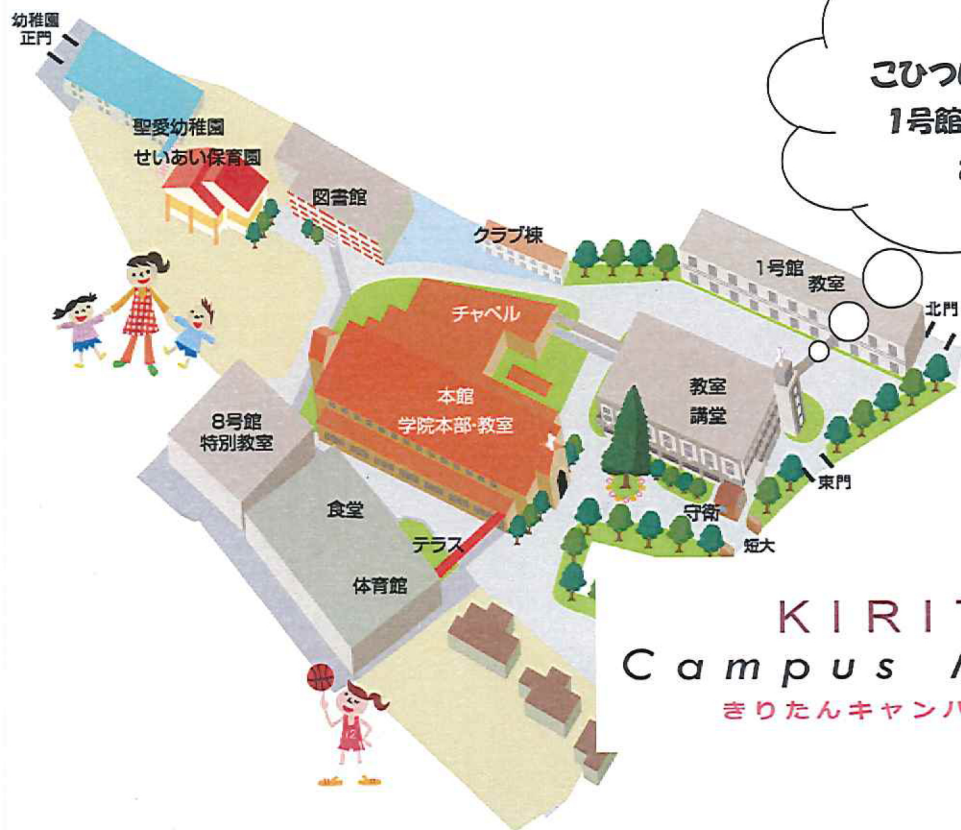 幼稚園
正門
聖愛幼稚園
せいあい保育園
図書館
クラブ棟
こひつ
1号館
1号館
教室
北門
チャペル
教室
講堂
本館
学院本部・教室
8号館
特別教室
東門
食堂
守衛
テラス
短大
体育館
12
KIRI
Campus
きりたんキャンパ